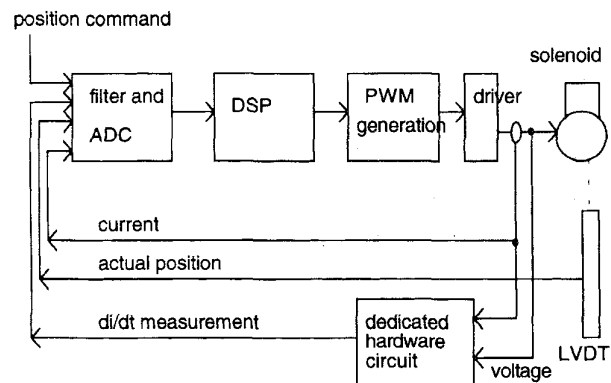 position command
solenoid
filter and
ADC
DSP
PWM
generation
driver
current
actual position
di/dt measurement
dedicated
hardware
circuit
voltage
LVDT